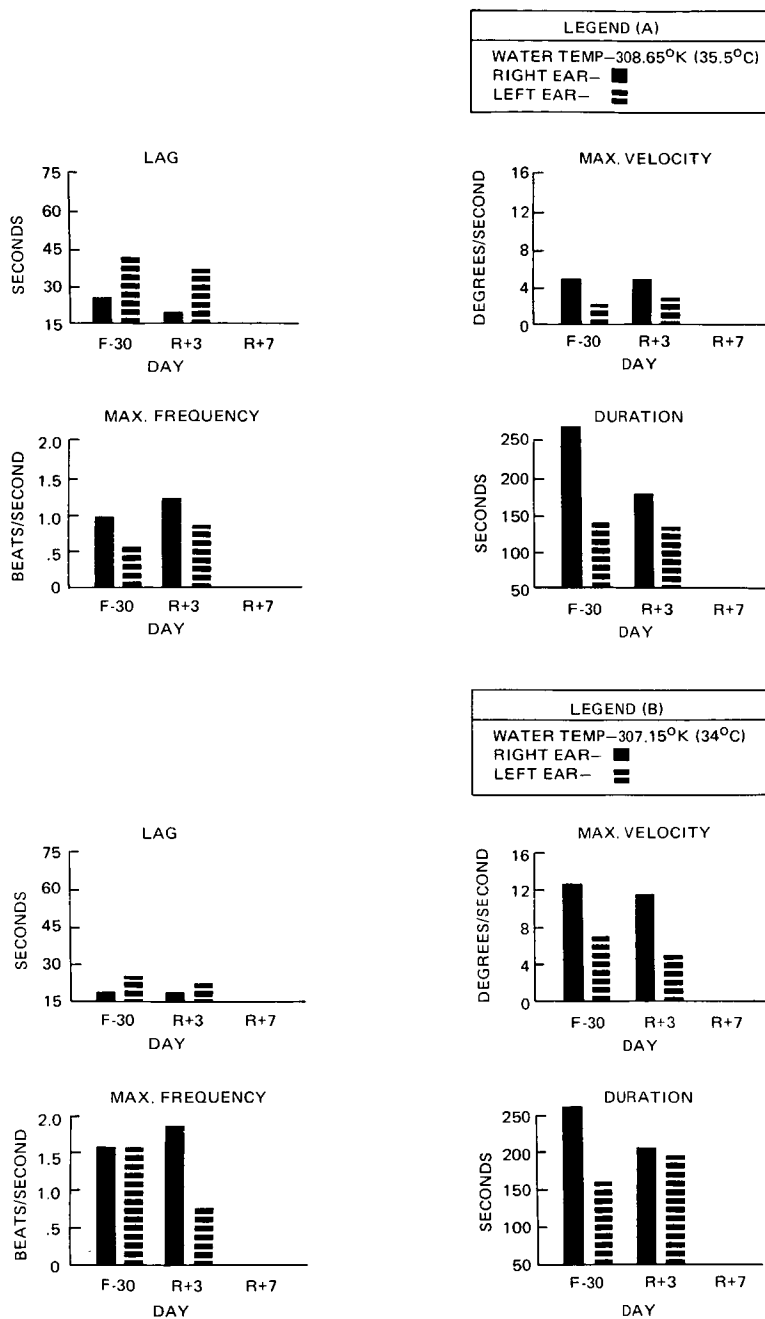 LEGEND (A)
WATER TEMP–308.65°K (35.5°C)
RIGHT EAR–
LEFT EAR–
LAG
75
60
45
30
15
SECONDS
F-30 R+3 R+7
DAY
MAX. VELOCITY
16
12
8
4
0
DEGREES/SECOND
F-30 R+3 R+7
DAY
MAX. FREQUENCY
2.0
1.5
1.0
.5
0
BEATS/SECOND
F-30 R+3 R+7
DAY
DURATION
250
200
150
100
50
SECONDS
F-30 R+3 R+7
DAY
LEGEND (B)
WATER TEMP–307.15°K (34°C)
RIGHT EAR–
LEFT EAR–
LAG
75
60
45
30
15
SECONDS
F-30 R+3 R+7
DAY
MAX. VELOCITY
16
12
8
4
0
DEGREES/SECOND
F-30 R+3 R+7
DAY
MAX. FREQUENCY
2.0
1.5
1.0
.5
0
BEATS/SECOND
F-30 R+3 R+7
DAY
DURATION
250
200
150
100
50
SECONDS
F-30 R+3 R+7
DAY